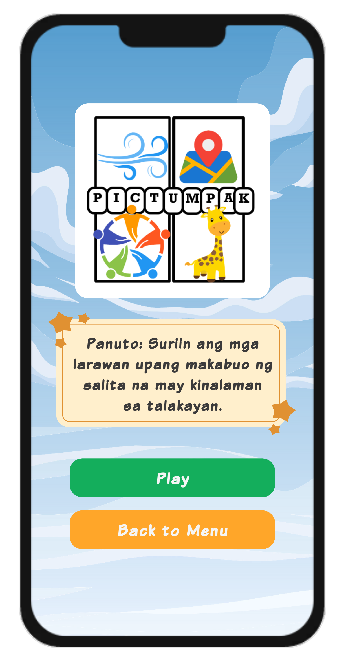 PICTUMPAK
Panuto: Suriin ang mga
larawan upang makabuo ng
salita na may kinalaman
sa talakayan.
Play
Back to Menu